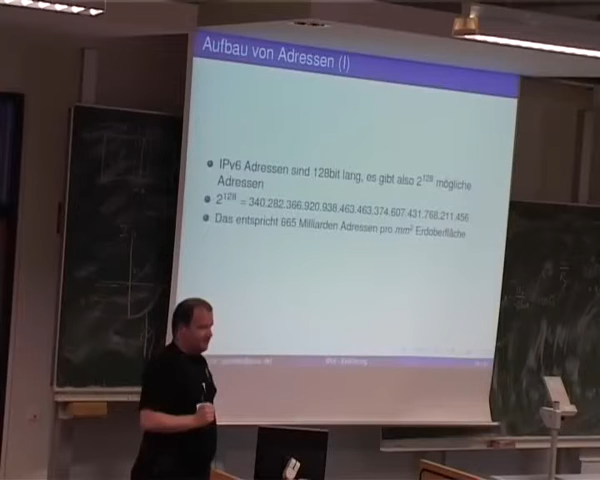 Aufbau von Adressen (I)
IPv6 Adressen sind 128bit lang, es gibt also 2^128 mögliche
Adressen
2^128 = 340.282.366.920.938.463.463.374.607.431.768.211.456
Das entspricht 665 Milliarden Adressen pro mm² Erdoberfläche